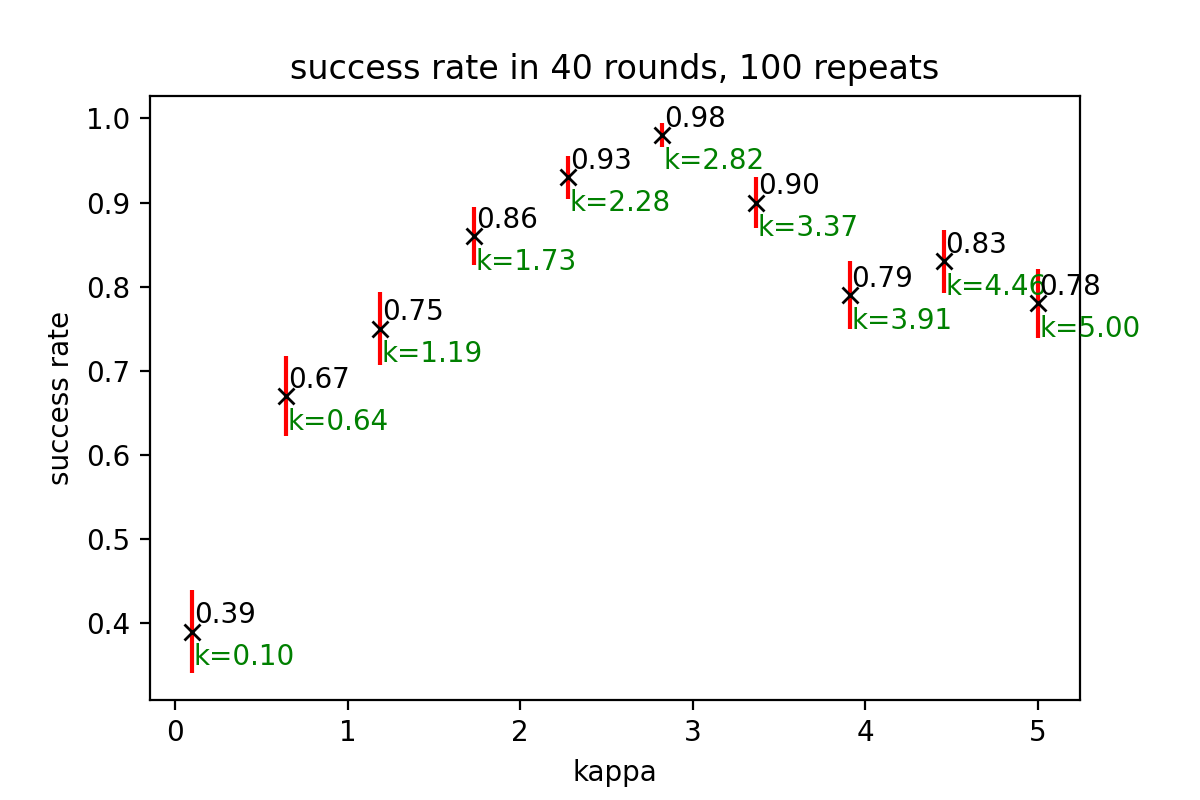 success rate in 40 rounds, 100 repeats
1.0
0.9
0.8
0.7
0.6
0.5
0.4
success rate
0.39
k=0.10
0.67
k=0.64
0.75
k=1.19
0.86
k=1.73
0.93
k=2.28
0.98
k=2.82
0.90
k=3.37
0.79
k=3.91
0.83
k=4.46
0.78
k=5.00
0 1 2 3 4 5
kappa